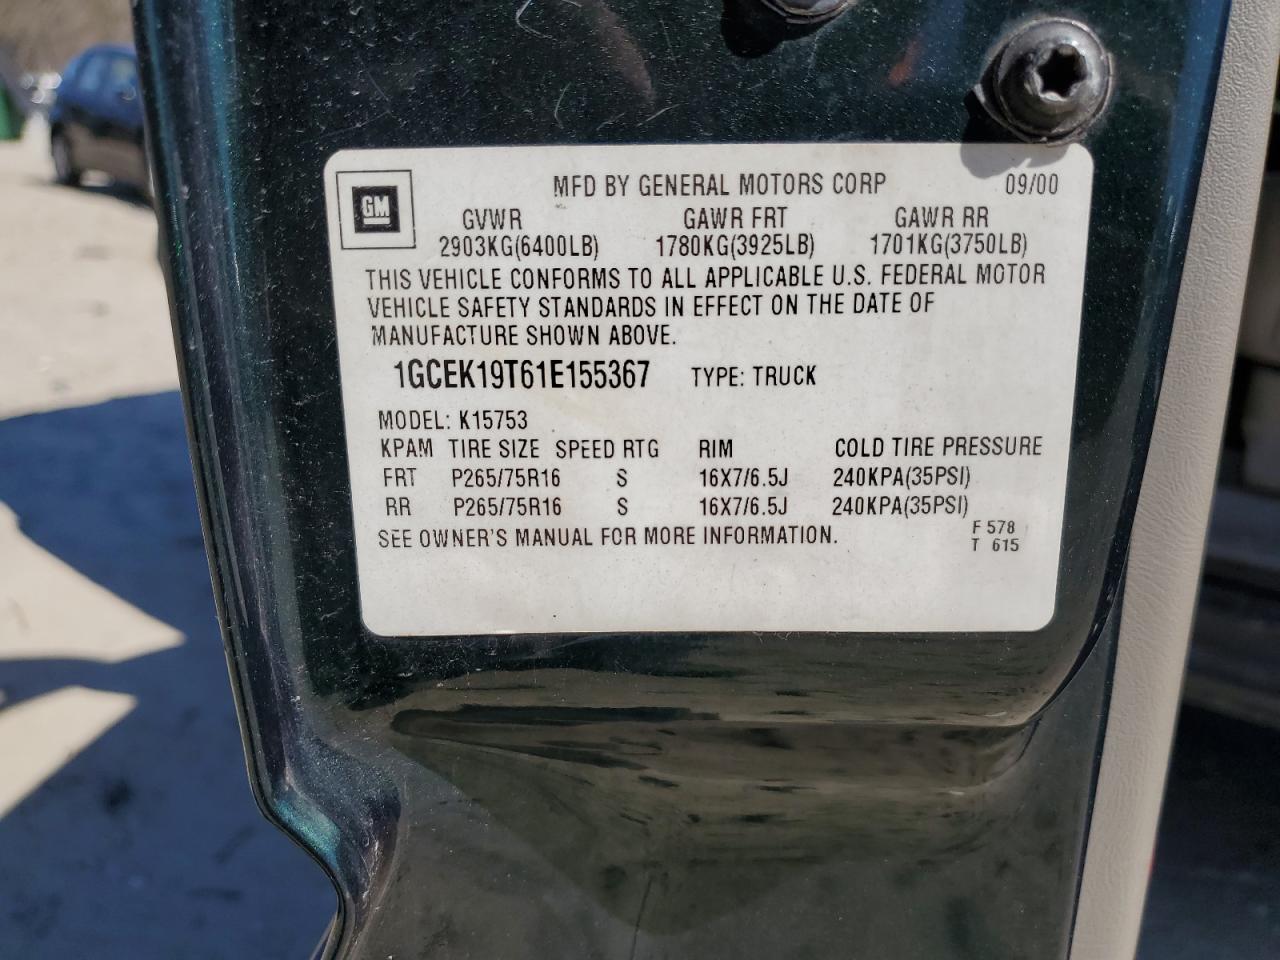 GM
MFD BY GENERAL MOTORS CORP 09/00
GVWR GAWR FRT GAWR RR
2903KG(6400LB) 1780KG(3925LB) 1701KG(3750LB)
THIS VEHICLE CONFORMS TO ALL APPLICABLE U.S. FEDERAL MOTOR
VEHICLE SAFETY STANDARDS IN EFFECT ON THE DATE OF
MANUFACTURE SHOWN ABOVE.
1GCEK19T61E155367 TYPE: TRUCK
MODEL: K15753
KPAM TIRE SIZE SPEED RTG RIM COLD TIRE PRESSURE
FRT P265/75R16 S 16X7/6.5J 240KPA(35PSI)
RR P265/75R16 S 16X7/6.5J 240KPA(35PSI)
SEE OWNER'S MANUAL FOR MORE INFORMATION.
F 578
T 615